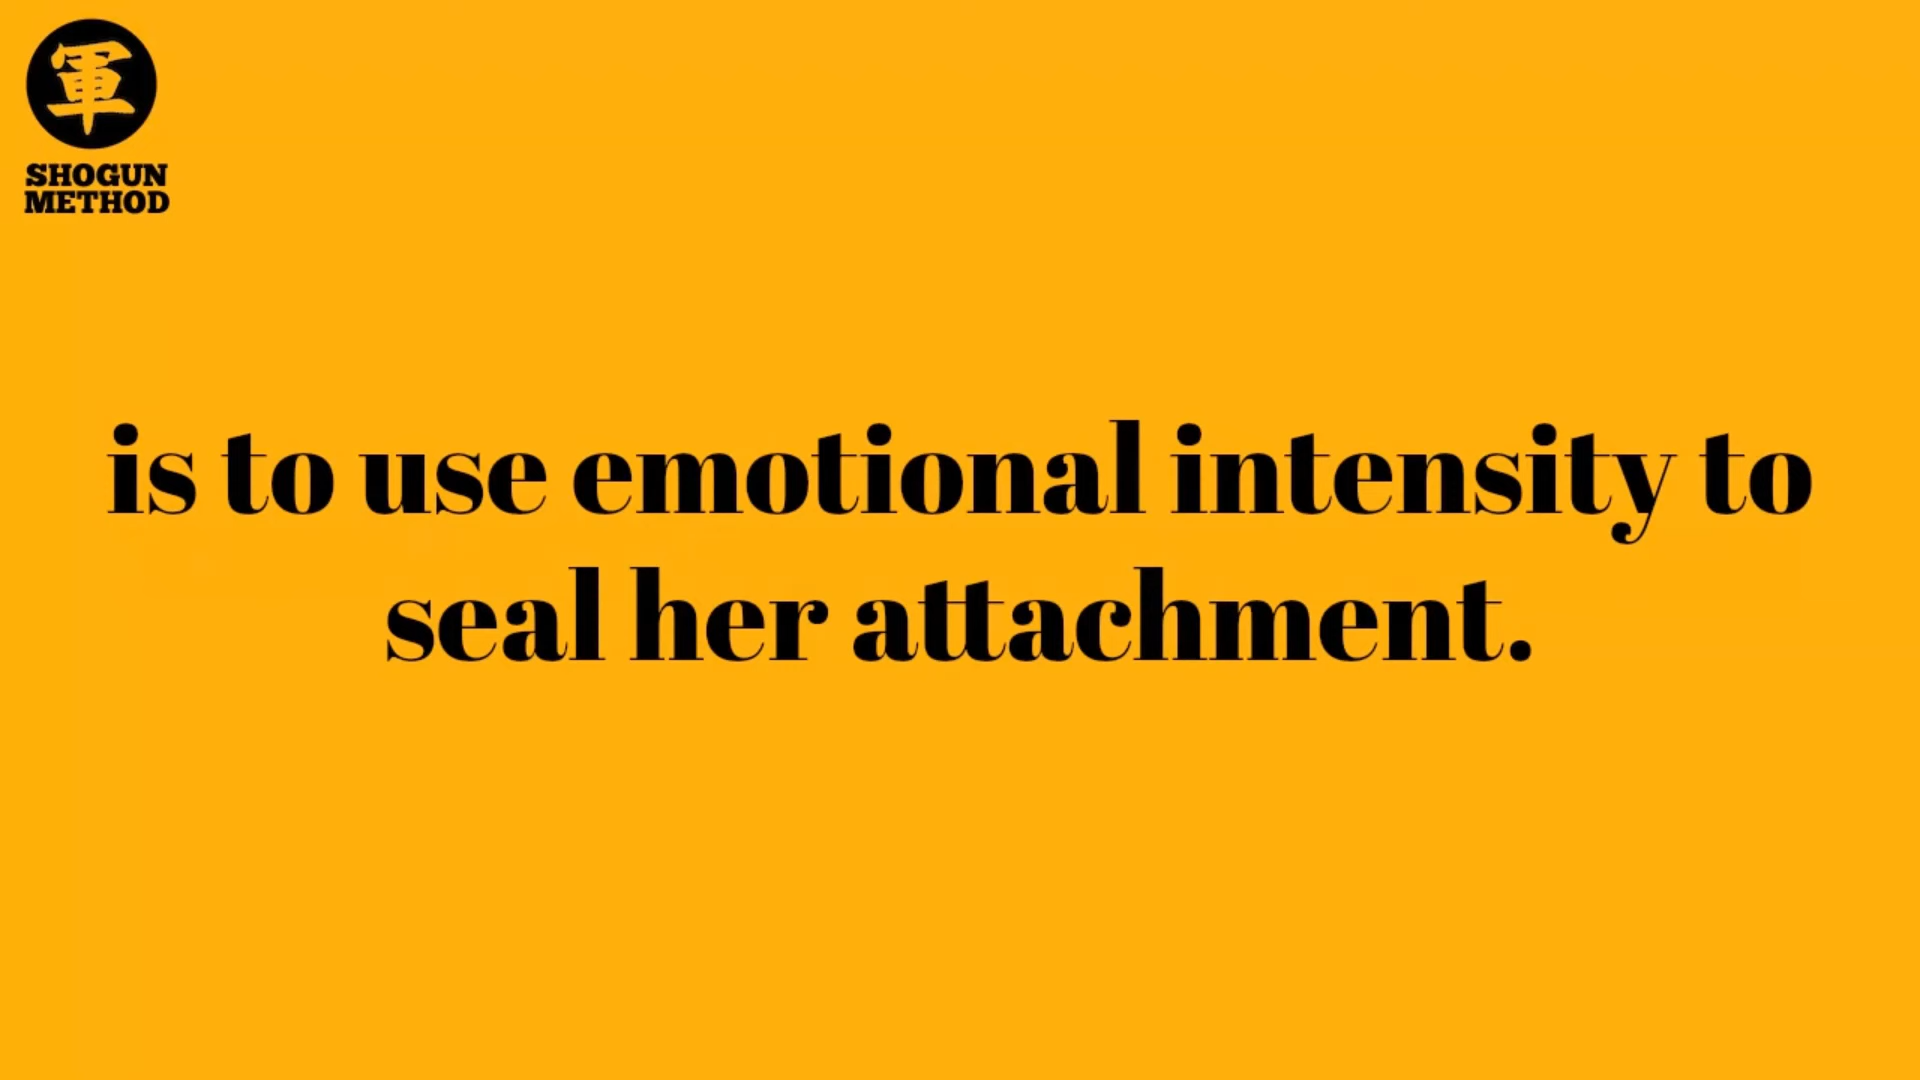 軍
SHOGUN
METHOD
is to use emotional intensity to
seal her attachment.